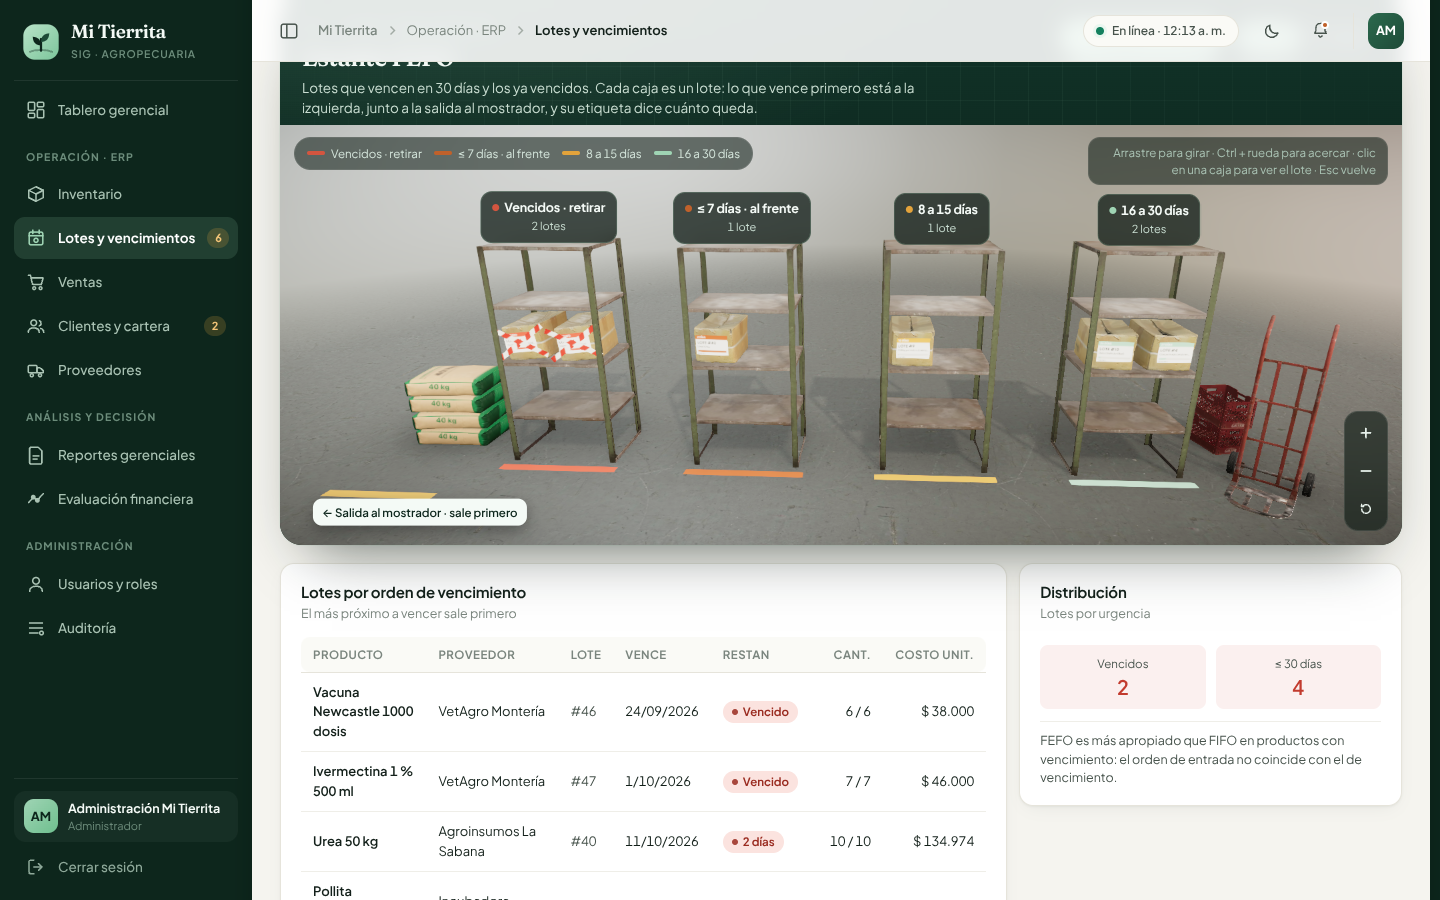 Mi Tierrita
SIG · AGROPECUARIA
Tablero gerencial
OPERACIÓN · ERP
Inventario
Lotes y vencimientos 6
Ventas
Clientes y cartera 2
Proveedores
ANÁLISIS Y DECISIÓN
Reportes gerenciales
Evaluación financiera
ADMINISTRACIÓN
Usuarios y roles
Auditoría
AM Administración Mi Tierrita
Administrador
Cerrar sesión
Mi Tierrita > Operación · ERP > Lotes y vencimientos
En línea · 12:13 a. m.
AM
Estante FEFO
Lotes que vencen en 30 días y los ya vencidos. Cada caja es un lote: lo que vence primero está a la
izquierda, junto a la salida al mostrador, y su etiqueta dice cuánto queda.
Vencidos · retirar ≤ 7 días · al frente 8 a 15 días 16 a 30 días
Arrastre para girar · Ctrl + rueda para acercar · clic
en una caja para ver el lote · Esc vuelve
Vencidos · retirar
2 lotes
≤ 7 días · al frente
1 lote
8 a 15 días
1 lote
16 a 30 días
2 lotes
40 kg
40 kg
40 kg
40 kg
← Salida al mostrador · sale primero
Lotes por orden de vencimiento
El más próximo a vencer sale primero
PRODUCTO PROVEEDOR LOTE VENCE RESTAN CANT. COSTO UNIT.
Vacuna
Newcastle 1000
dosis
VetAgro Montería #46 24/09/2026 Vencido 6 / 6 $ 38.000
Ivermectina 1 %
500 ml
VetAgro Montería #47 1/10/2026 Vencido 7 / 7 $ 46.000
Urea 50 kg
Agroinsumos La
Sabana
#40 11/10/2026 2 días 10 / 10 $ 134.974
Pollita
Distribución
Lotes por urgencia
Vencidos
2
≤ 30 días
4
FEFO es más apropiado que FIFO en productos con
vencimiento: el orden de entrada no coincide con el de
vencimiento.